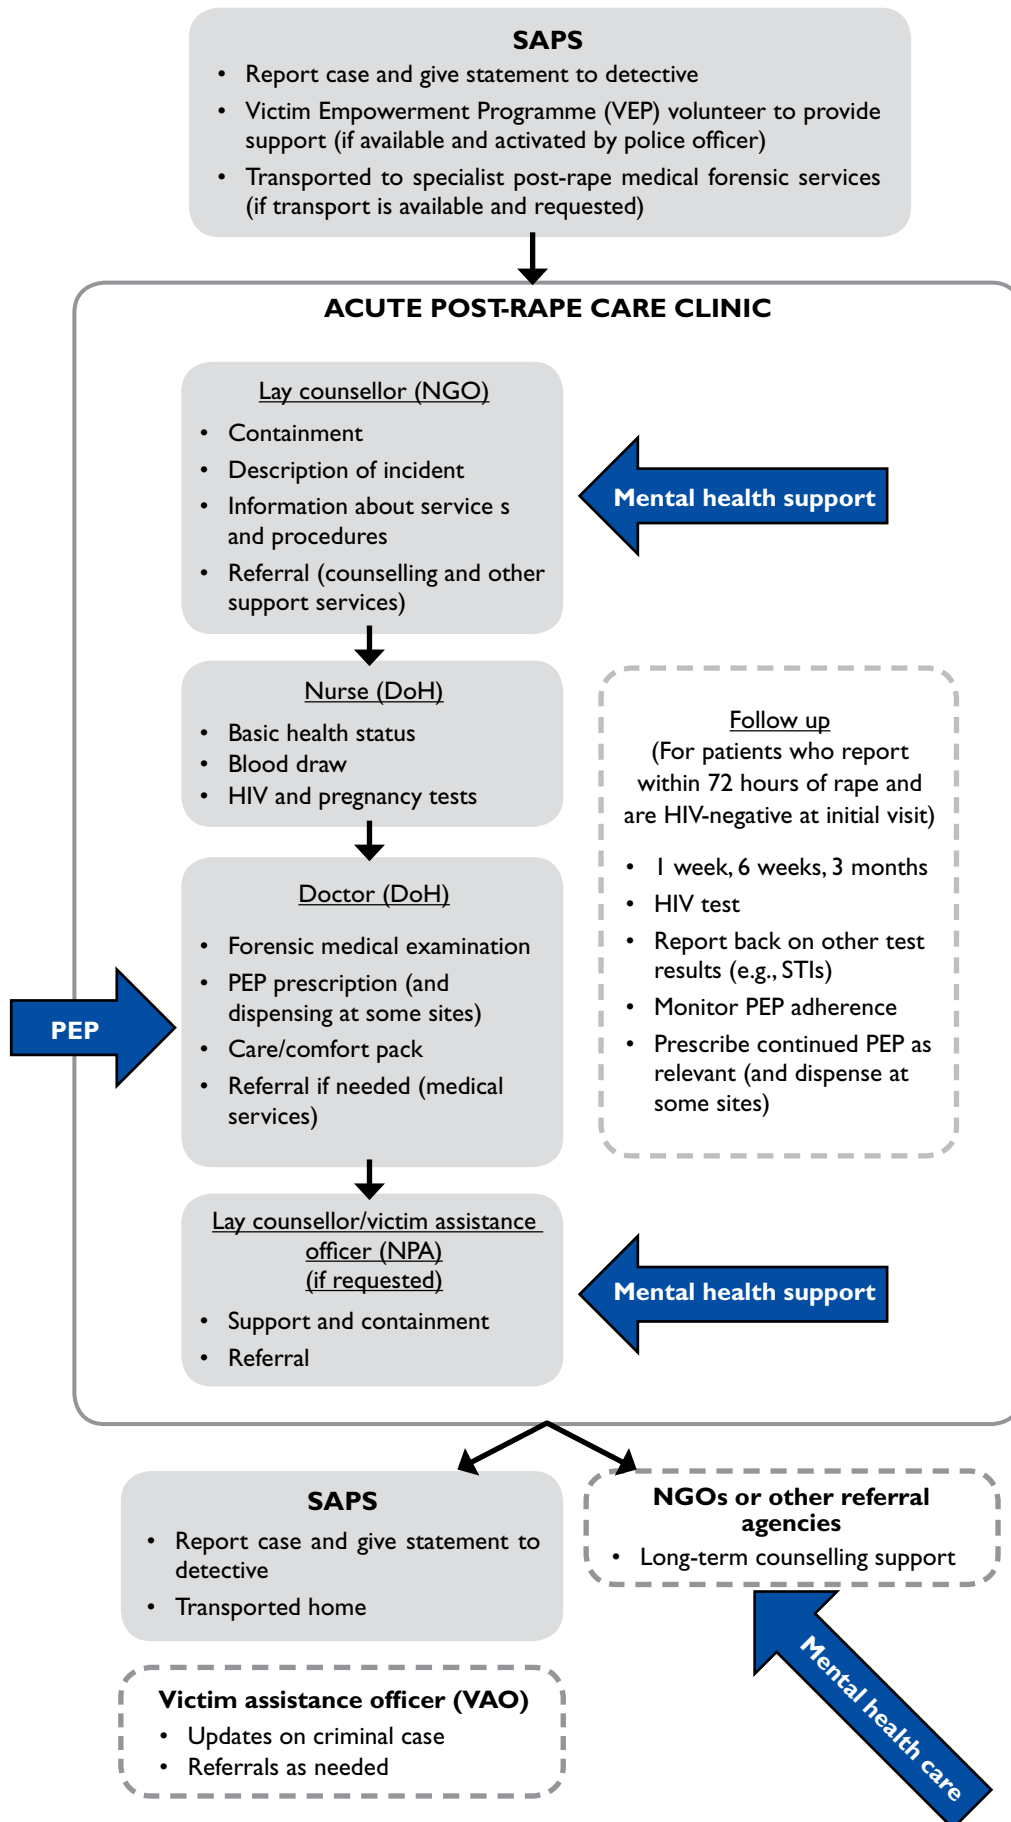 SAPS
• Report case and give statement to detective
• Victim Empowerment Programme (VEP) volunteer to provide
support (if available and activated by police officer)
• Transported to specialist post-rape medical forensic services
(if transport is available and requested)
ACUTE POST-RAPE CARE CLINIC
Lay counsellor (NGO)
• Containment
• Description of incident
• Information about service s
and procedures
• Referral (counselling and other
support services)
Mental health support
Nurse (DoH)
• Basic health status
• Blood draw
• HIV and pregnancy tests
Doctor (DoH)
• Forensic medical examination
• PEP prescription (and
dispensing at some sites)
• Care/comfort pack
• Referral if needed (medical
services)
PEP
Follow up
(For patients who report
within 72 hours of rape and
are HIV-negative at initial visit)
• 1 week, 6 weeks, 3 months
• HIV test
• Report back on other test
results (e.g., STIs)
• Monitor PEP adherence
• Prescribe continued PEP as
relevant (and dispense at
some sites)
Lay counsellor/victim assistance
officer (NPA)
(if requested)
• Support and containment
• Referral
Mental health support
SAPS
• Report case and give statement to
detective
• Transported home
NGOs or other referral
agencies
• Long-term counselling support
Mental health care
Victim assistance officer (VAO)
• Updates on criminal case
• Referrals as needed